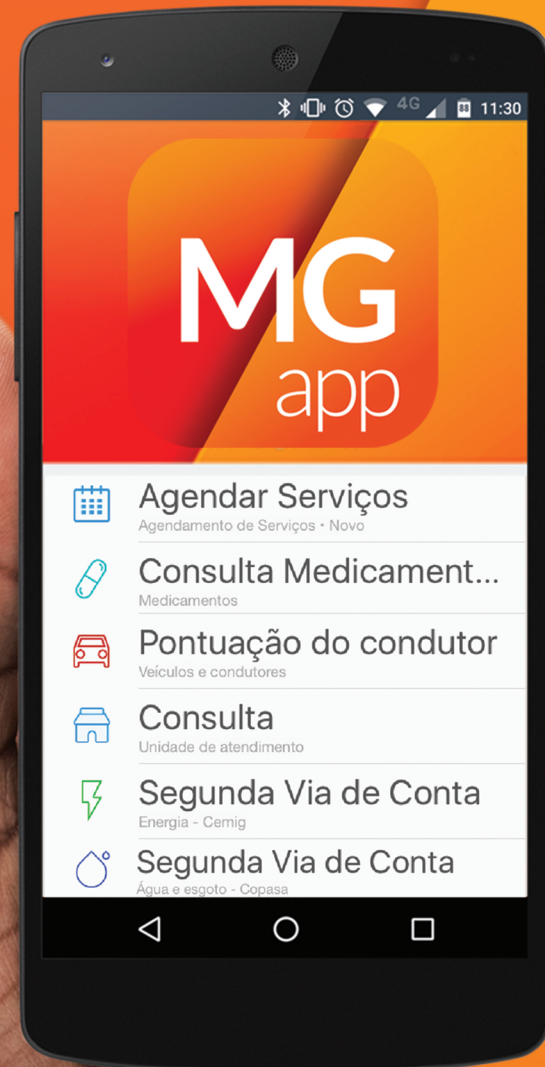 4G 88 11:30
MG
app
Agendar Serviços
Agendamento de Serviços • Novo
Consulta Medicament...
Medicamentos
Pontuação do condutor
Veículos e condutores
Consulta
Unidade de atendimento
Segunda Via de Conta
Energia - Cemig
Segunda Via de Conta
Água e esgoto - Copasa